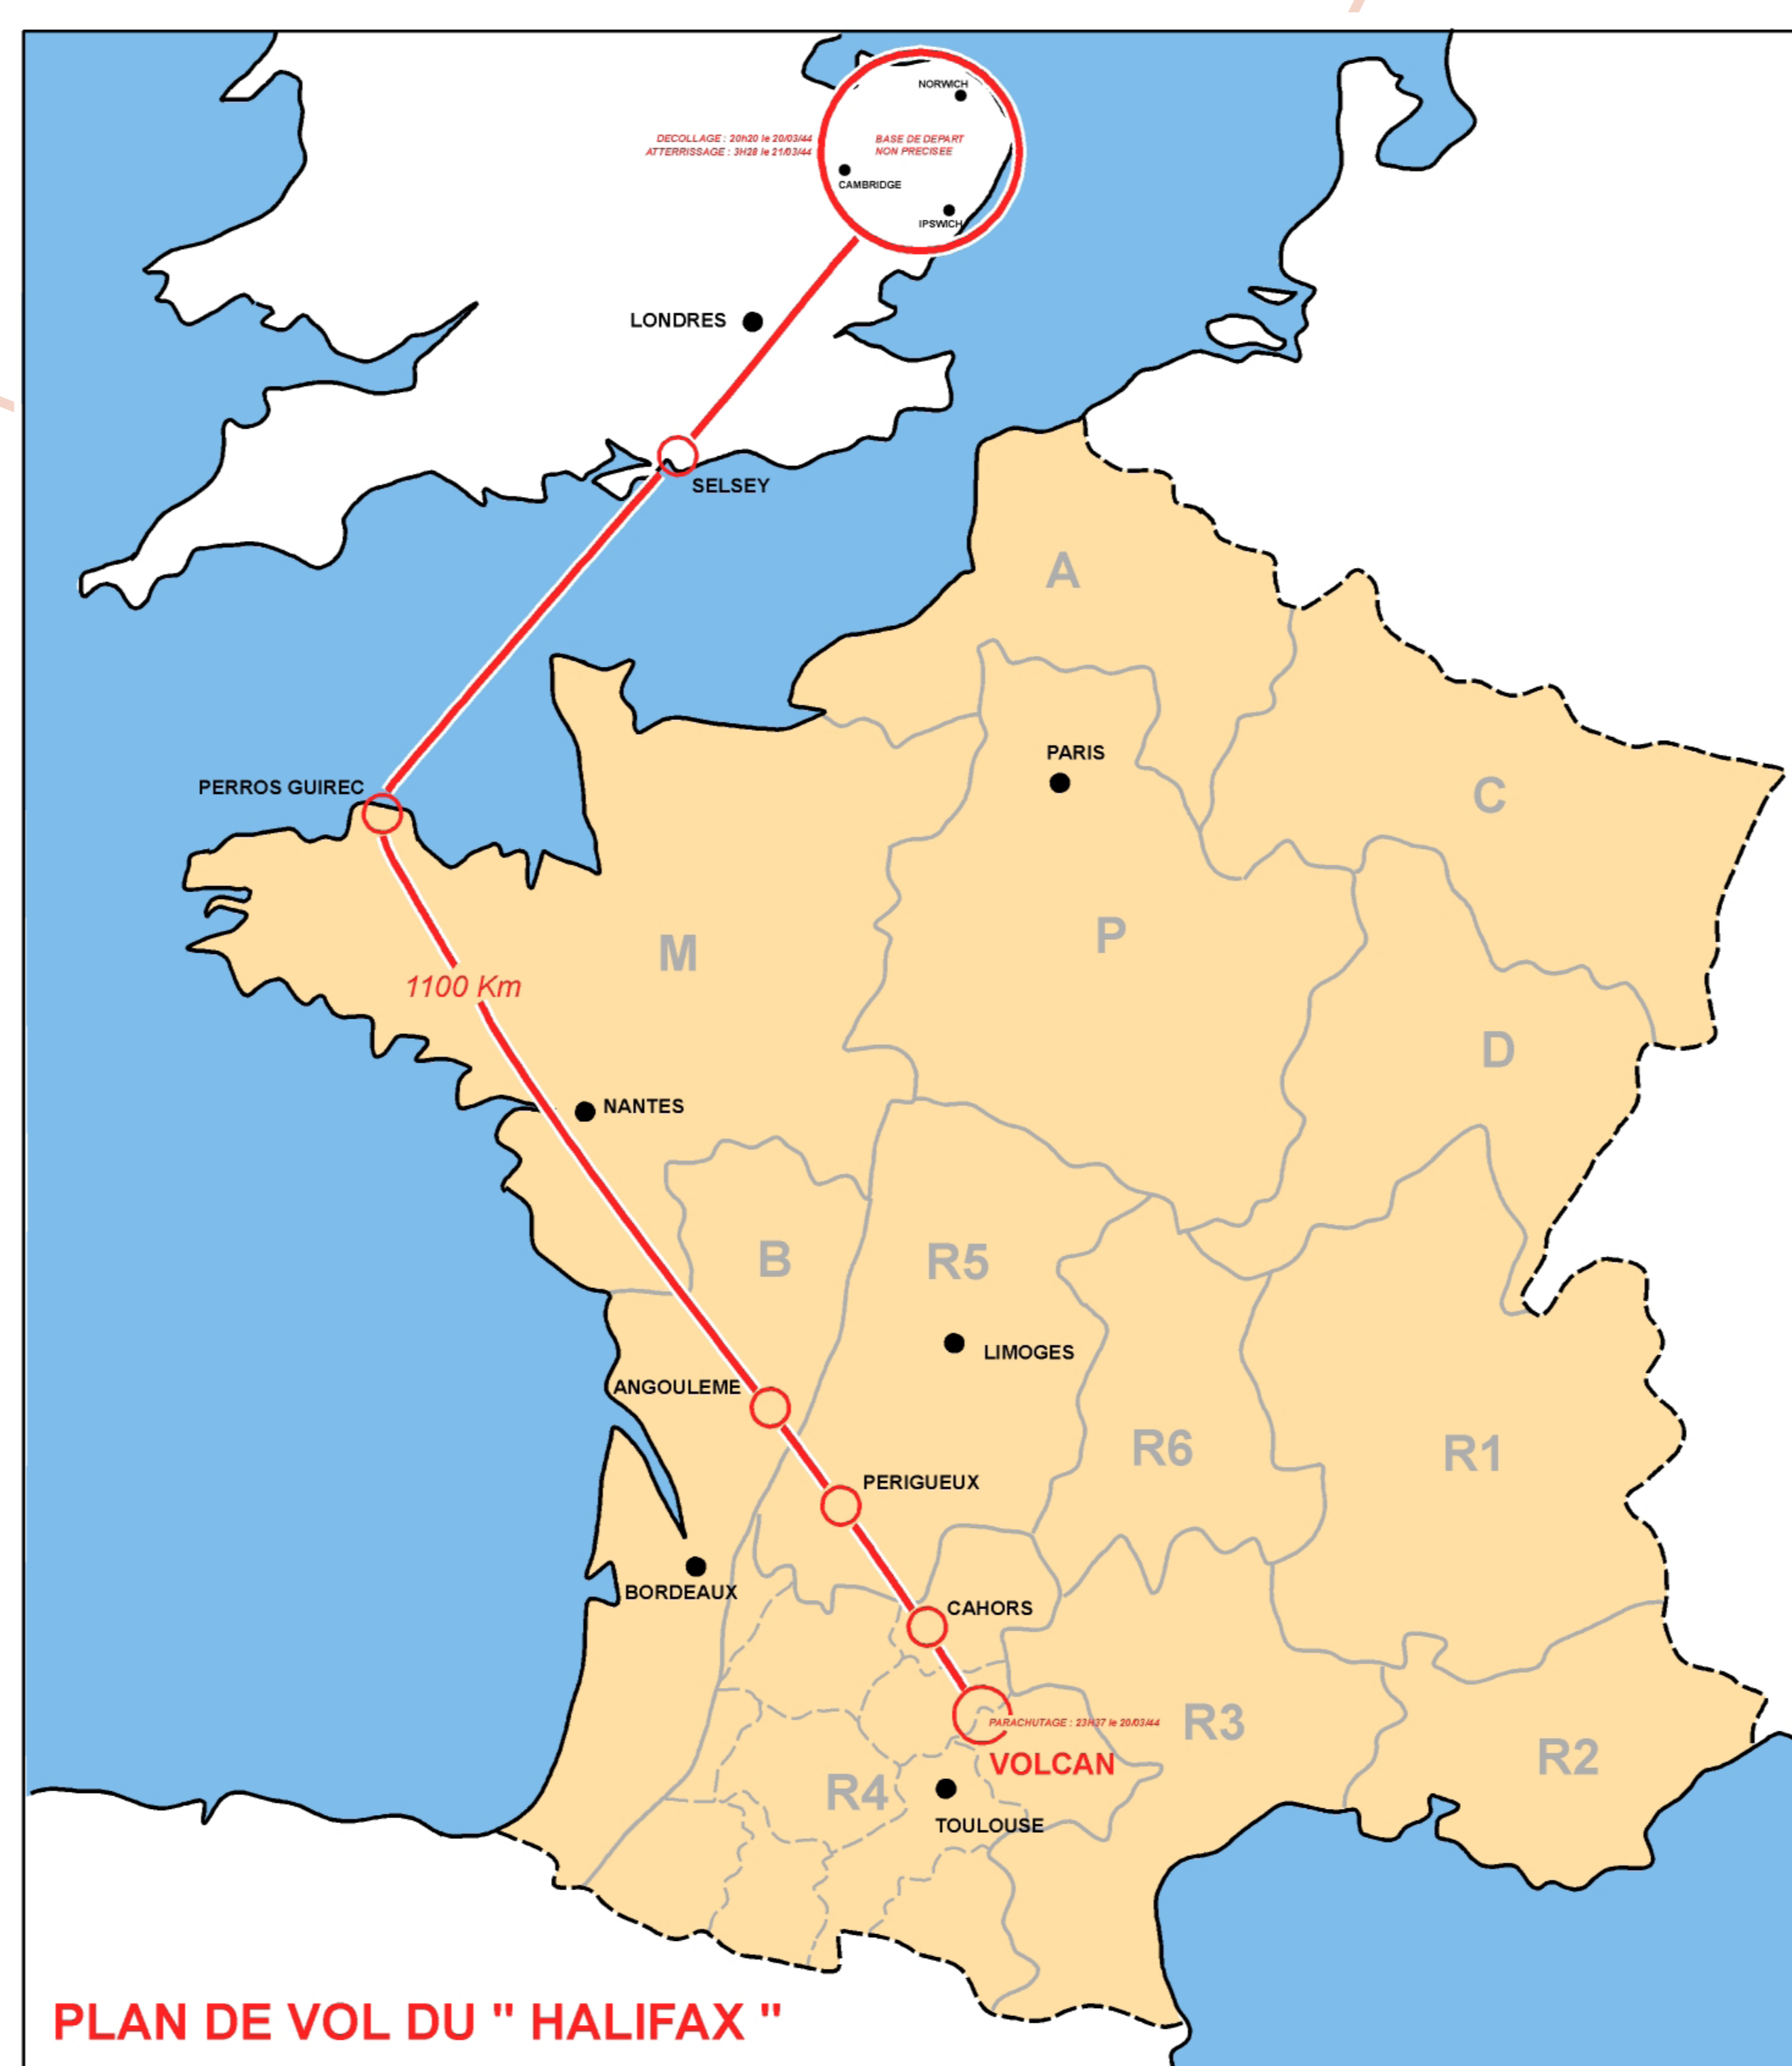 NORWICH
DECOLLAGE : 20h20 le 20/03/44
ATTERRISSAGE : 3H28 le 21/03/44
BASE DE DEPART
NON PRECISEE
CAMBRIDGE
IPSWICH
LONDRES
SELSEY
A
PARIS
PERROS GUIREC
C
P
M
1100 Km
D
NANTES
B
R5
LIMOGES
ANGOULEME
R6
R1
PERIGUEUX
BORDEAUX
CAHORS
PARACHUTAGE : 23H37 le 20/03/44
R3
VOLCAN
R2
R4
TOULOUSE
PLAN DE VOL DU " HALIFAX "